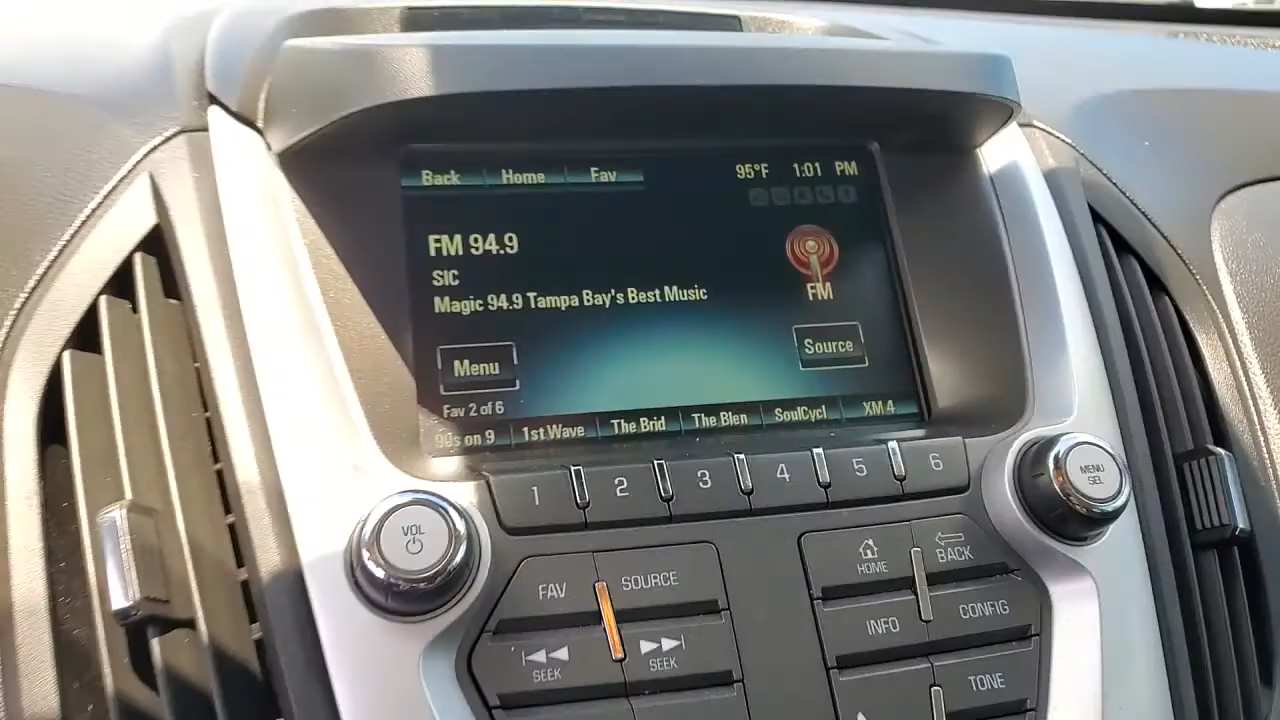 Back Home Fav 95°F 1:01 PM
FM 94.9
SIC
Magic 94.9 Tampa Bay's Best Music
FM
Menu Source
Fav 2 of 6
90s on 9 1st Wave The Brid The Blen SoulCycl XM 4
1 2 3 4 5 6
VOL
MENU
SEL
FAV SOURCE
HOME BACK
SEEK SEEK
INFO CONFIG
TONE